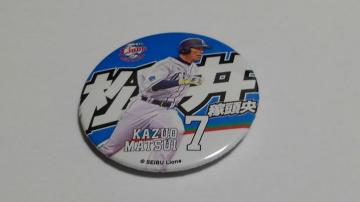 松井
稼頭央
KAZUO
MATSUI
7
© SEIBU Lions